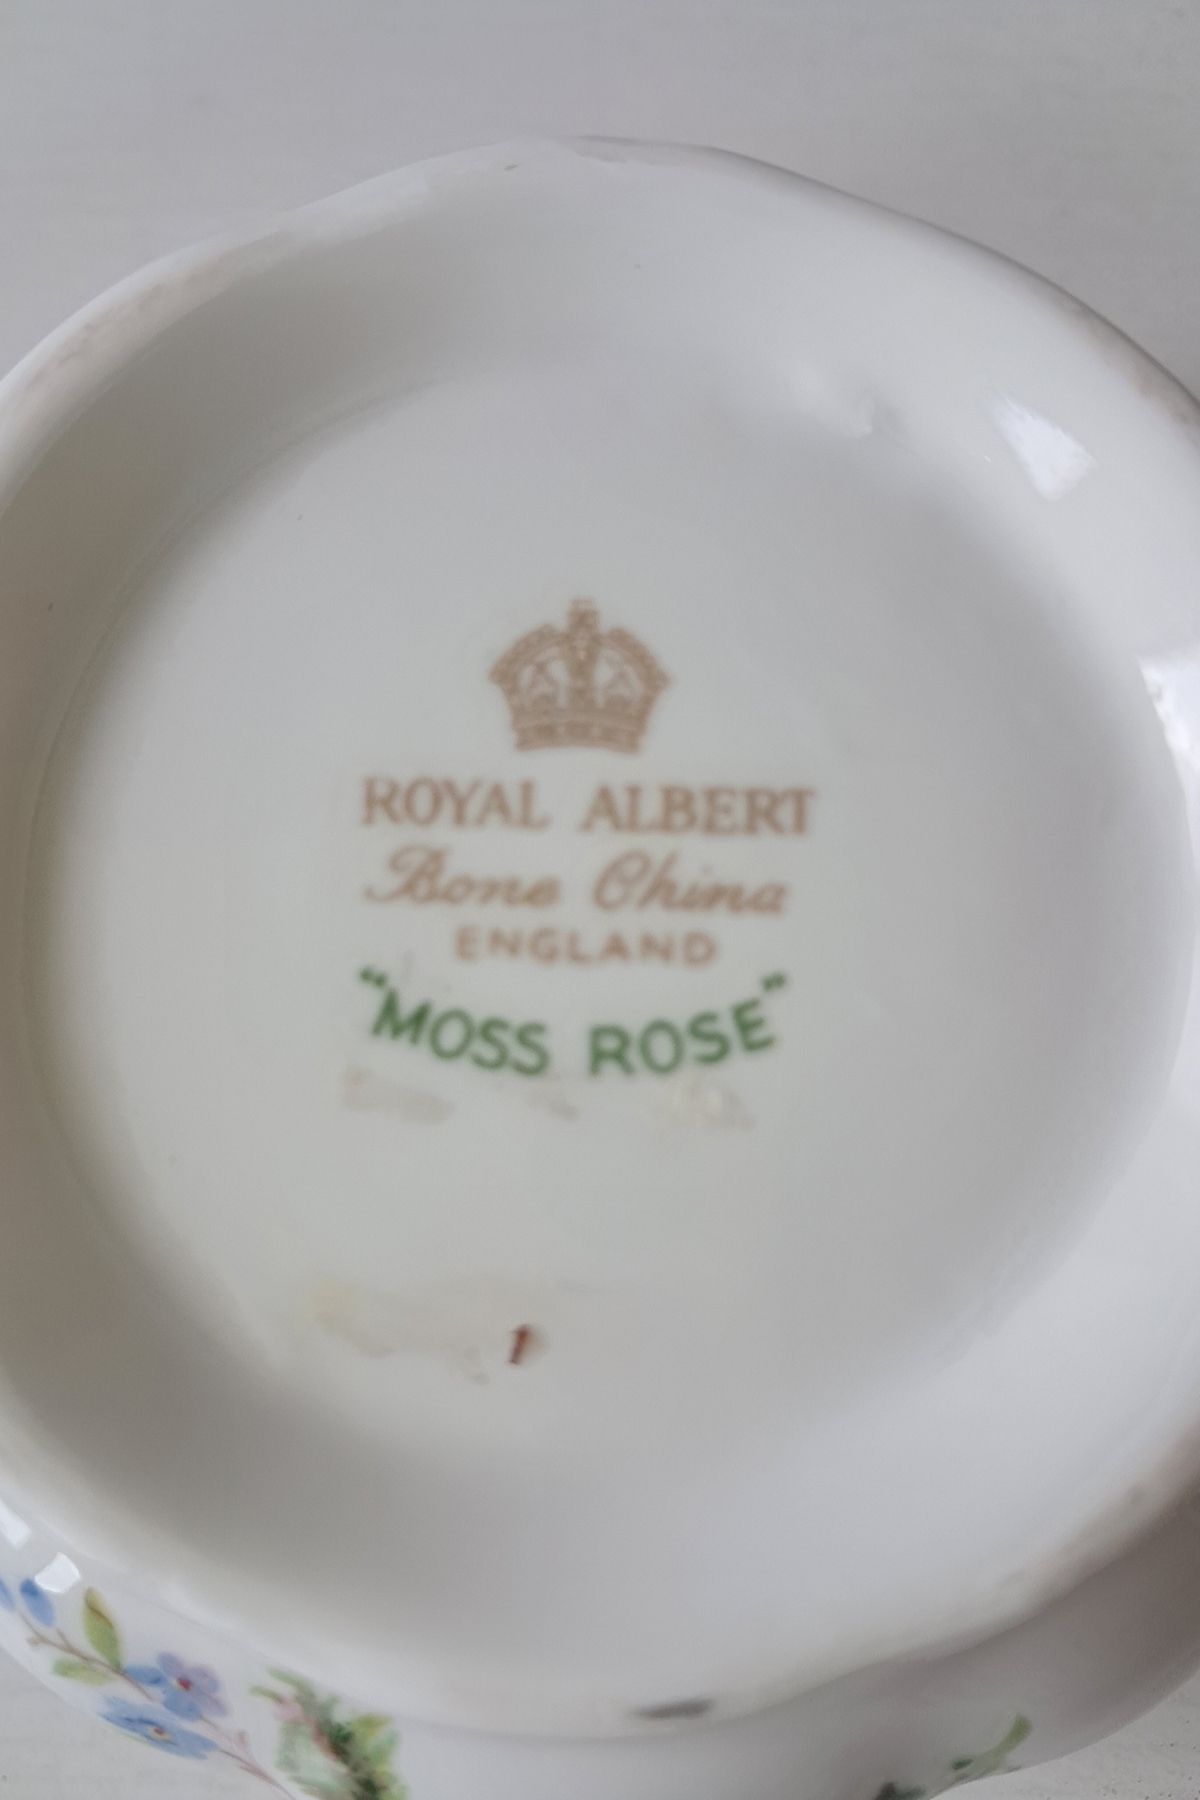 ROYAL ALBERT
Bone China
ENGLAND
"MOSS ROSE"